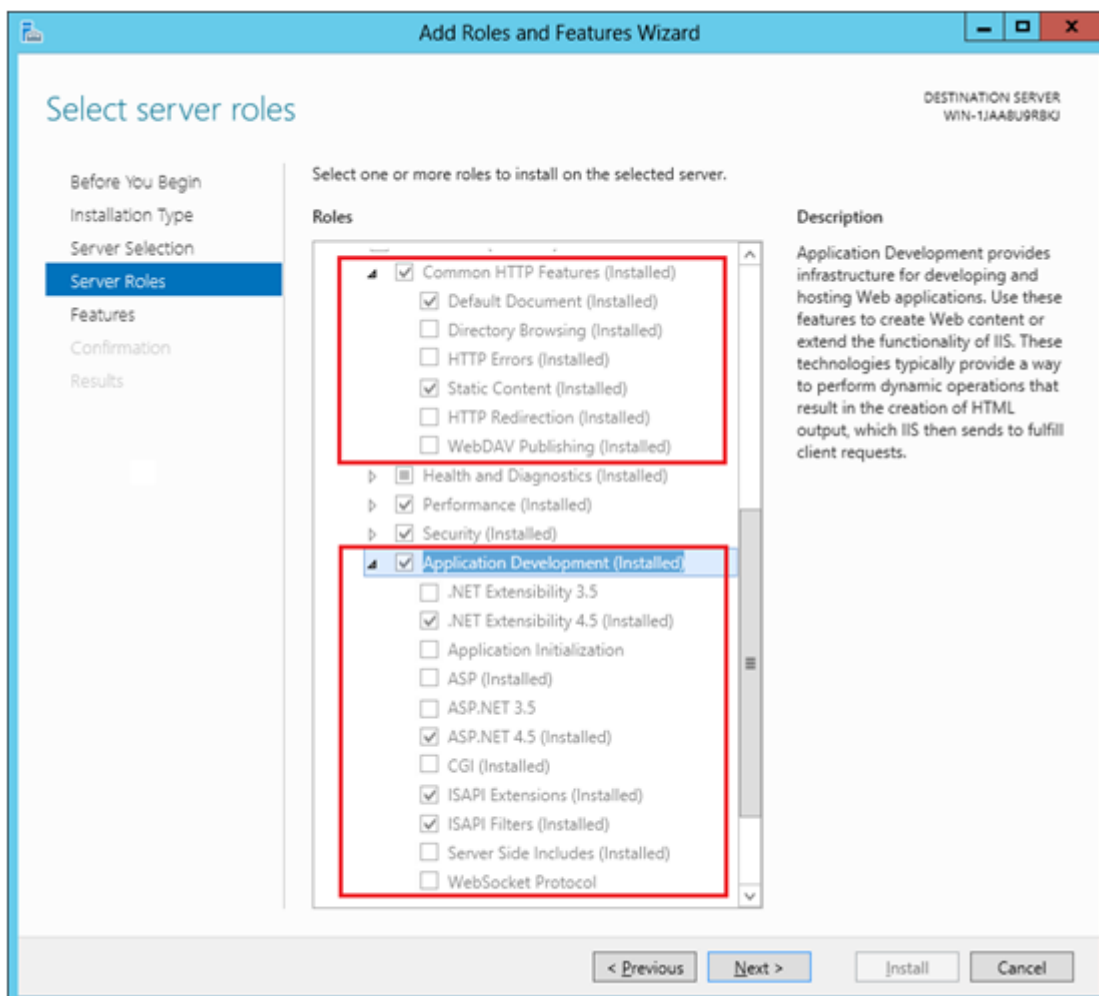 Add Roles and Features Wizard
Select server roles
DESTINATION SERVER
WIN-1JAA8U9RBKJ
Before You Begin
Installation Type
Server Selection
Server Roles
Features
Confirmation
Results
Select one or more roles to install on the selected server.
Roles
Common HTTP Features (Installed)
Default Document (Installed)
Directory Browsing (Installed)
HTTP Errors (Installed)
Static Content (Installed)
HTTP Redirection (Installed)
WebDAV Publishing (Installed)
Health and Diagnostics (Installed)
Performance (Installed)
Security (Installed)
Application Development (Installed)
.NET Extensibility 3.5
.NET Extensibility 4.5 (Installed)
Application Initialization
ASP (Installed)
ASP.NET 3.5
ASP.NET 4.5 (Installed)
CGI (Installed)
ISAPI Extensions (Installed)
ISAPI Filters (Installed)
Server Side Includes (Installed)
WebSocket Protocol
Description
Application Development provides
infrastructure for developing and
hosting Web applications. Use these
features to create Web content or
extend the functionality of IIS. These
technologies typically provide a way
to perform dynamic operations that
result in the creation of HTML
output, which IIS then sends to fulfill
client requests.
< Previous
Next >
Install
Cancel